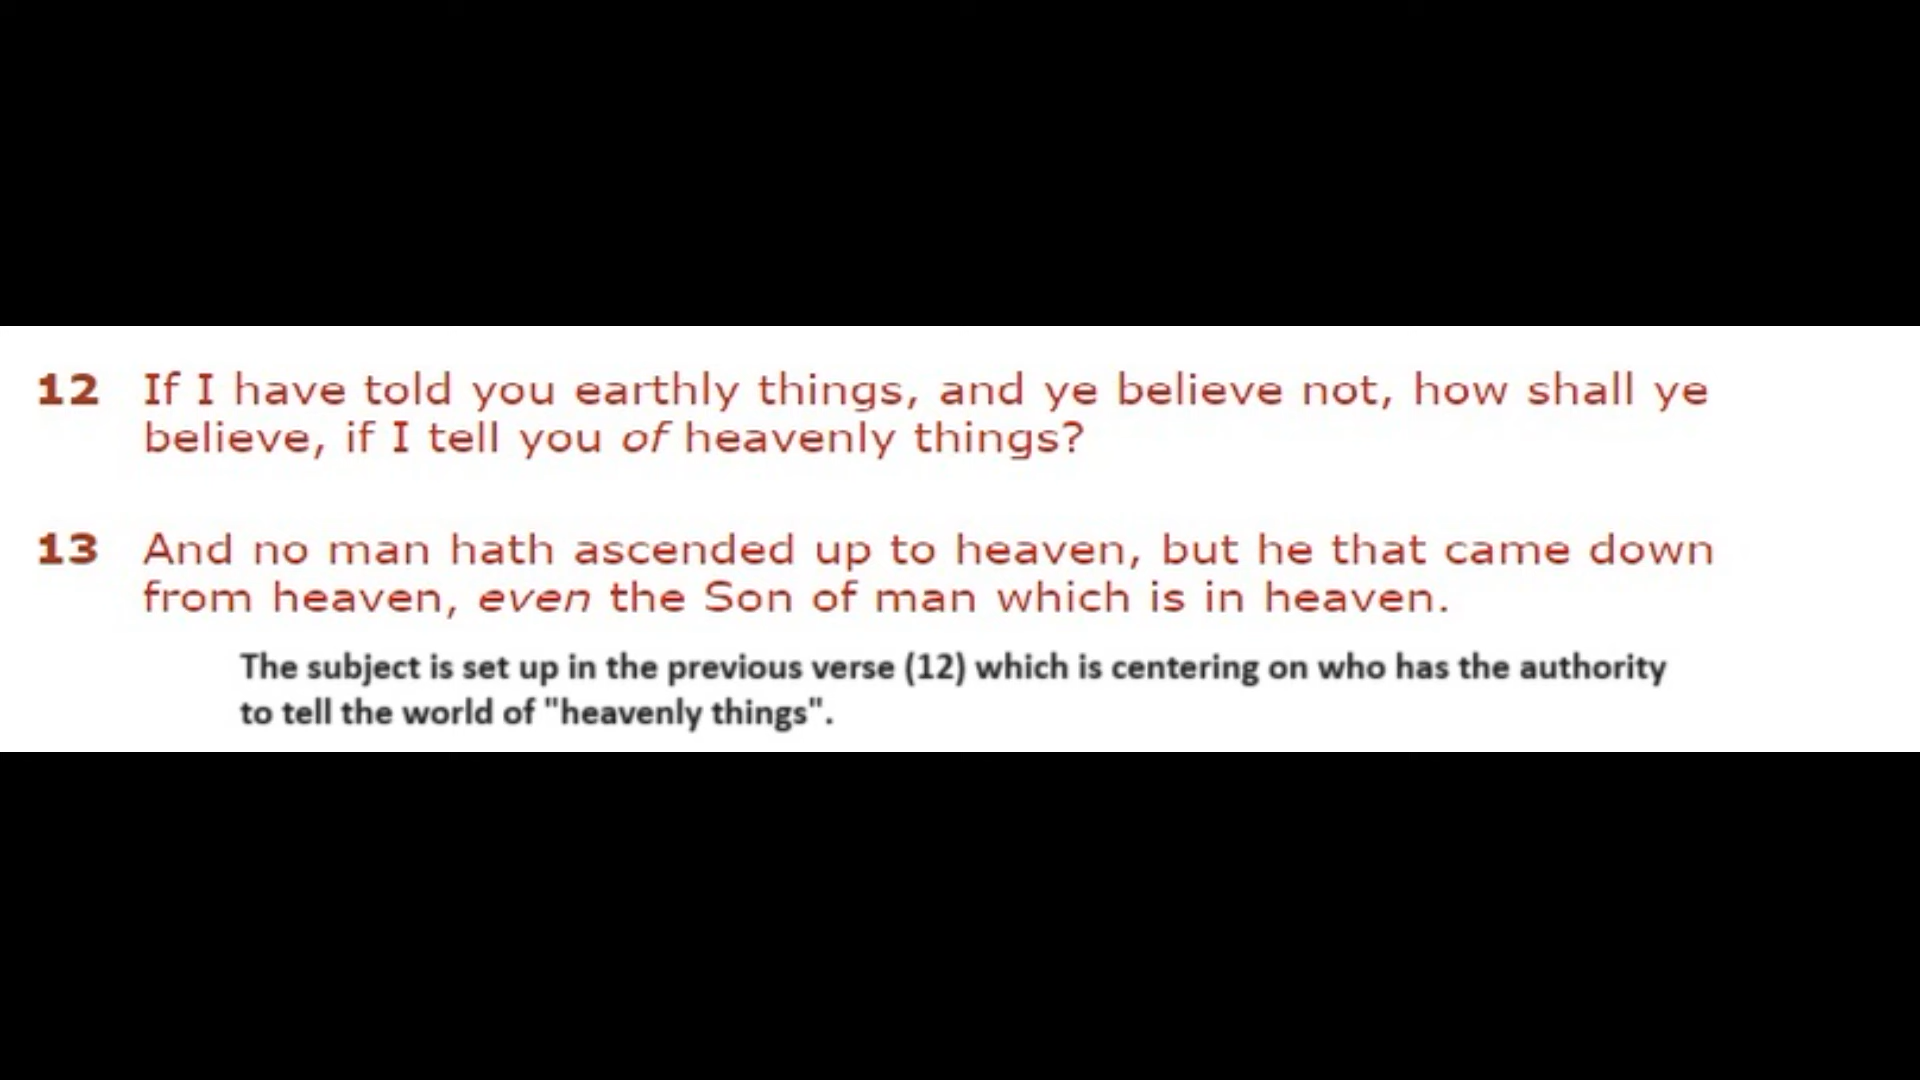 12 If I have told you earthly things, and ye believe not, how shall ye
believe, if I tell you of heavenly things?
13 And no man hath ascended up to heaven, but he that came down
from heaven, even the Son of man which is in heaven.
The subject is set up in the previous verse (12) which is centering on who has the authority
to tell the world of "heavenly things".